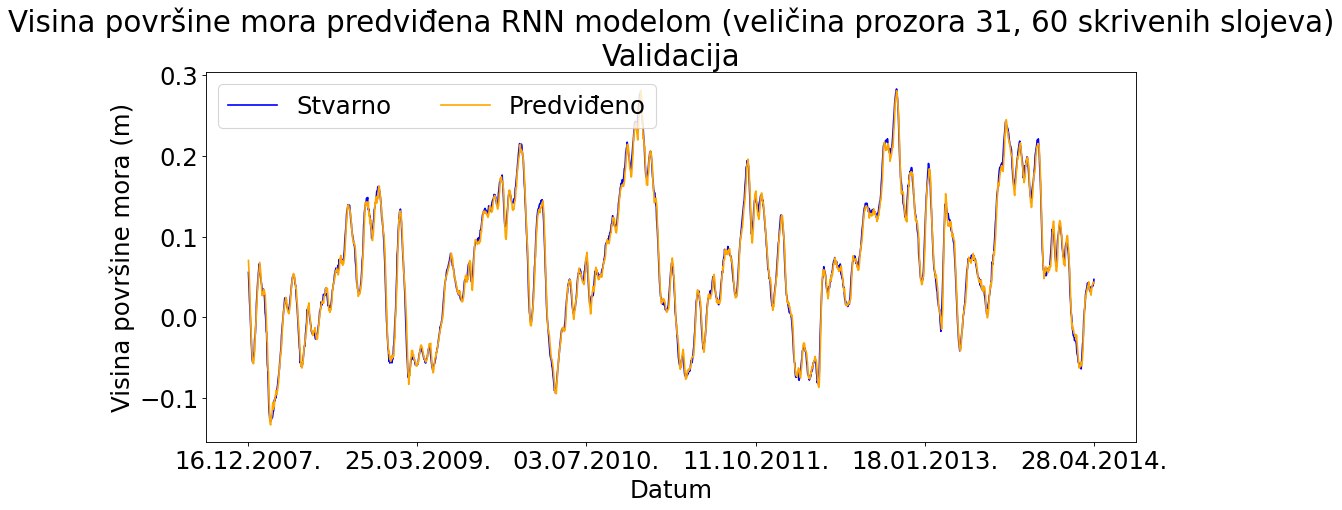 Visina površine mora predviđena RNN modelom (veličina prozora 31, 60 skrivenih slojeva)
Validacija
Stvarno Predviđeno
Visina površine mora (m)
0.3
0.2
0.1
0.0
−0.1
16.12.2007. 25.03.2009. 03.07.2010. 11.10.2011. 18.01.2013. 28.04.2014.
Datum